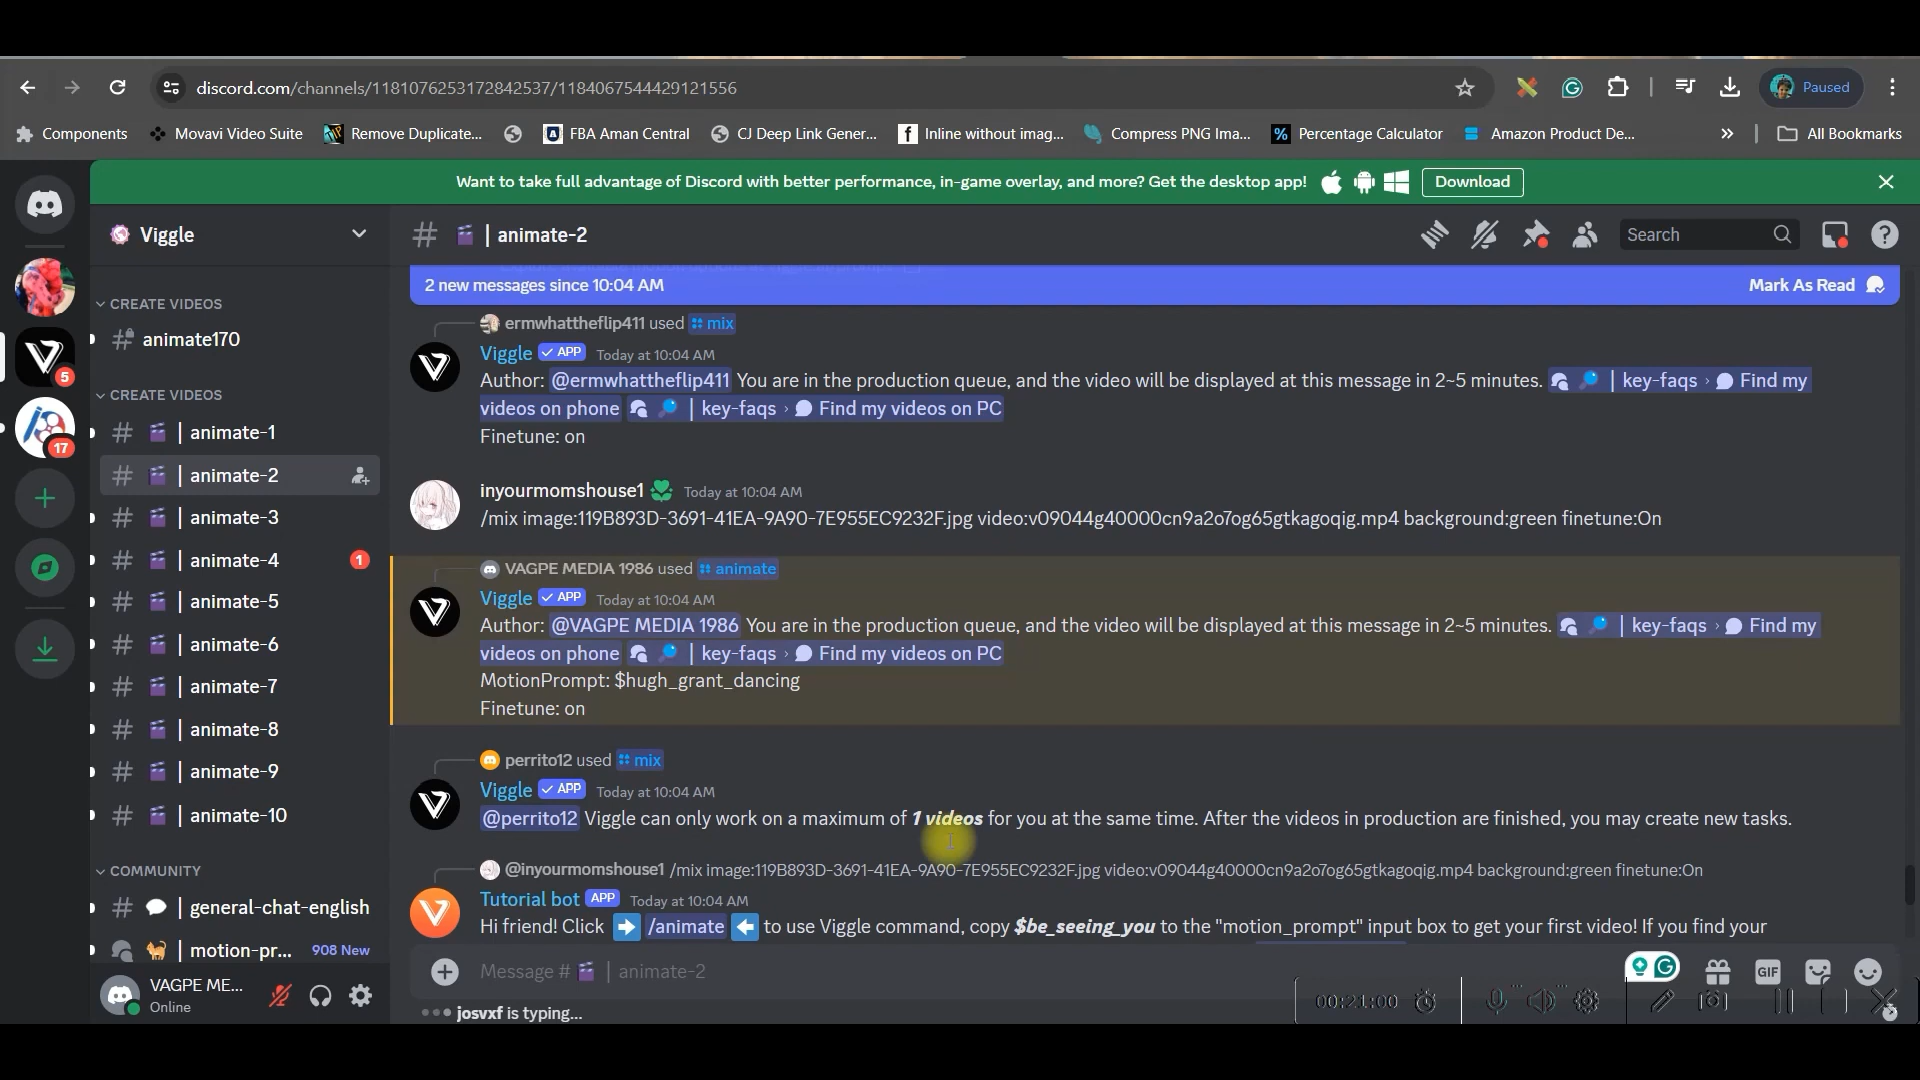 discord.com/channels/1181076253172842537/1184067544429121556
Paused
Components
Movavi Video Suite
Remove Duplicate...
FBA Aman Central
CJ Deep Link Gener...
Inline without imag...
Compress PNG Ima...
Percentage Calculator
Amazon Product De...
All Bookmarks
Want to take full advantage of Discord with better performance, in-game overlay, and more? Get the desktop app!
Download
Viggle
| animate-2
Search
CREATE VIDEOS
animate170
5
CREATE VIDEOS
17
| animate-1
| animate-2
| animate-3
| animate-4 1
| animate-5
| animate-6
| animate-7
| animate-8
| animate-9
| animate-10
COMMUNITY
| general-chat-english
| motion-pr... 908 New
VAGPE ME...
Online
2 new messages since 10:04 AM
Mark As Read
ermwhattheflip411 used mix
Viggle APP Today at 10:04 AM
Author: @ermwhattheflip411 You are in the production queue, and the video will be displayed at this message in 2~5 minutes. | key-faqs › Find my
videos on phone | key-faqs › Find my videos on PC
Finetune: on
inyourmomshouse1 Today at 10:04 AM
/mix image:119B893D-3691-41EA-9A90-7E955EC9232F.jpg video:v09044g40000cn9a2o7og65gtkagoqig.mp4 background:green finetune:On
VAGPE MEDIA 1986 used animate
Viggle APP Today at 10:04 AM
Author: @VAGPE MEDIA 1986 You are in the production queue, and the video will be displayed at this message in 2~5 minutes. | key-faqs › Find my
videos on phone | key-faqs › Find my videos on PC
MotionPrompt: $hugh_grant_dancing
Finetune: on
perrito12 used mix
Viggle APP Today at 10:04 AM
@perrito12 Viggle can only work on a maximum of 1 videos for you at the same time. After the videos in production are finished, you may create new tasks.
@inyourmomshouse1 /mix image:119B893D-3691-41EA-9A90-7E955EC9232F.jpg video:v09044g40000cn9a2o7og65gtkagoqig.mp4 background:green finetune:On
Tutorial bot APP Today at 10:04 AM
Hi friend! Click /animate to use Viggle command, copy $be_seeing_you to the "motion_prompt" input box to get your first video! If you find your
Message # | animate-2
GIF
00:21:00
josvxf is typing...